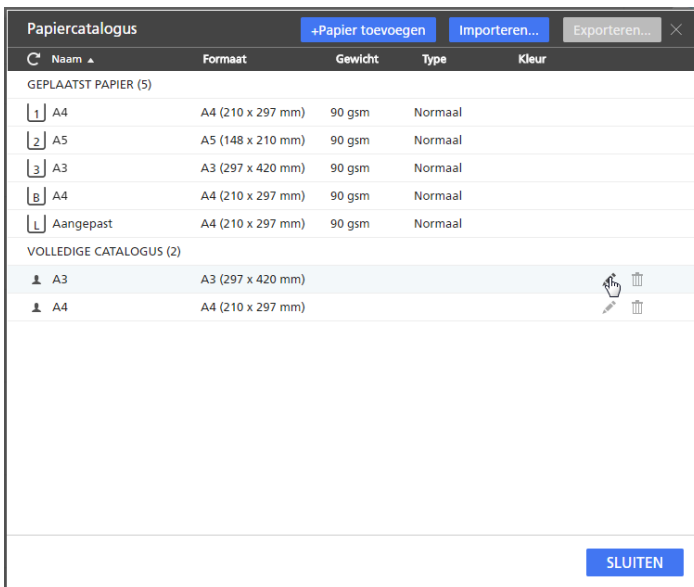 Papiercatalogus +Papier toevoegen Importeren... Exporteren...
Naam Formaat Gewicht Type Kleur
GEPLAATST PAPIER (5)
1 A4 A4 (210 x 297 mm) 90 gsm Normaal
2 A5 A5 (148 x 210 mm) 90 gsm Normaal
3 A3 A3 (297 x 420 mm) 90 gsm Normaal
B A4 A4 (210 x 297 mm) 90 gsm Normaal
L Aangepast A4 (210 x 297 mm) 90 gsm Normaal
VOLLEDIGE CATALOGUS (2)
A3 A3 (297 x 420 mm)
A4 A4 (210 x 297 mm)
SLUITEN